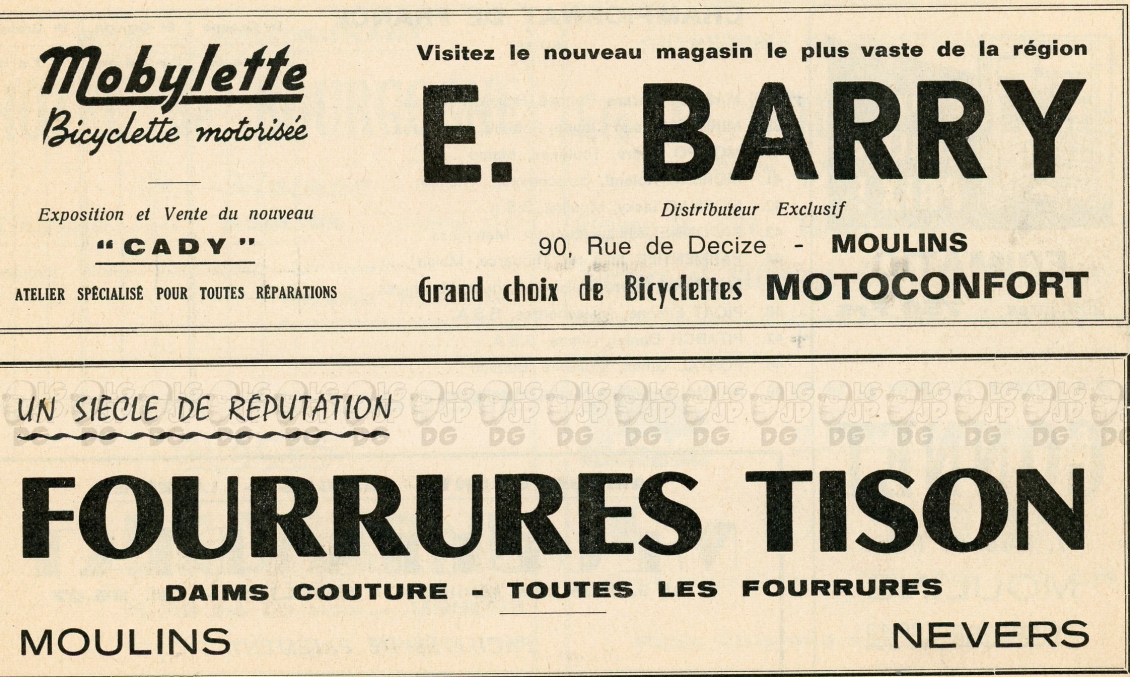 Mobylette
Bicyclette motorisée
Exposition et Vente du nouveau
“ CADY ”
ATELIER SPÉCIALISÉ POUR TOUTES RÉPARATIONS
Visitez le nouveau magasin le plus vaste de la région
E. BARRY
Distributeur Exclusif
90, Rue de Decize - MOULINS
Grand choix de Bicyclettes MOTOCONFORT
UN SIÈCLE DE RÉPUTATION
FOURRURES TISON
DAIMS COUTURE - TOUTES LES FOURRURES
MOULINS
NEVERS